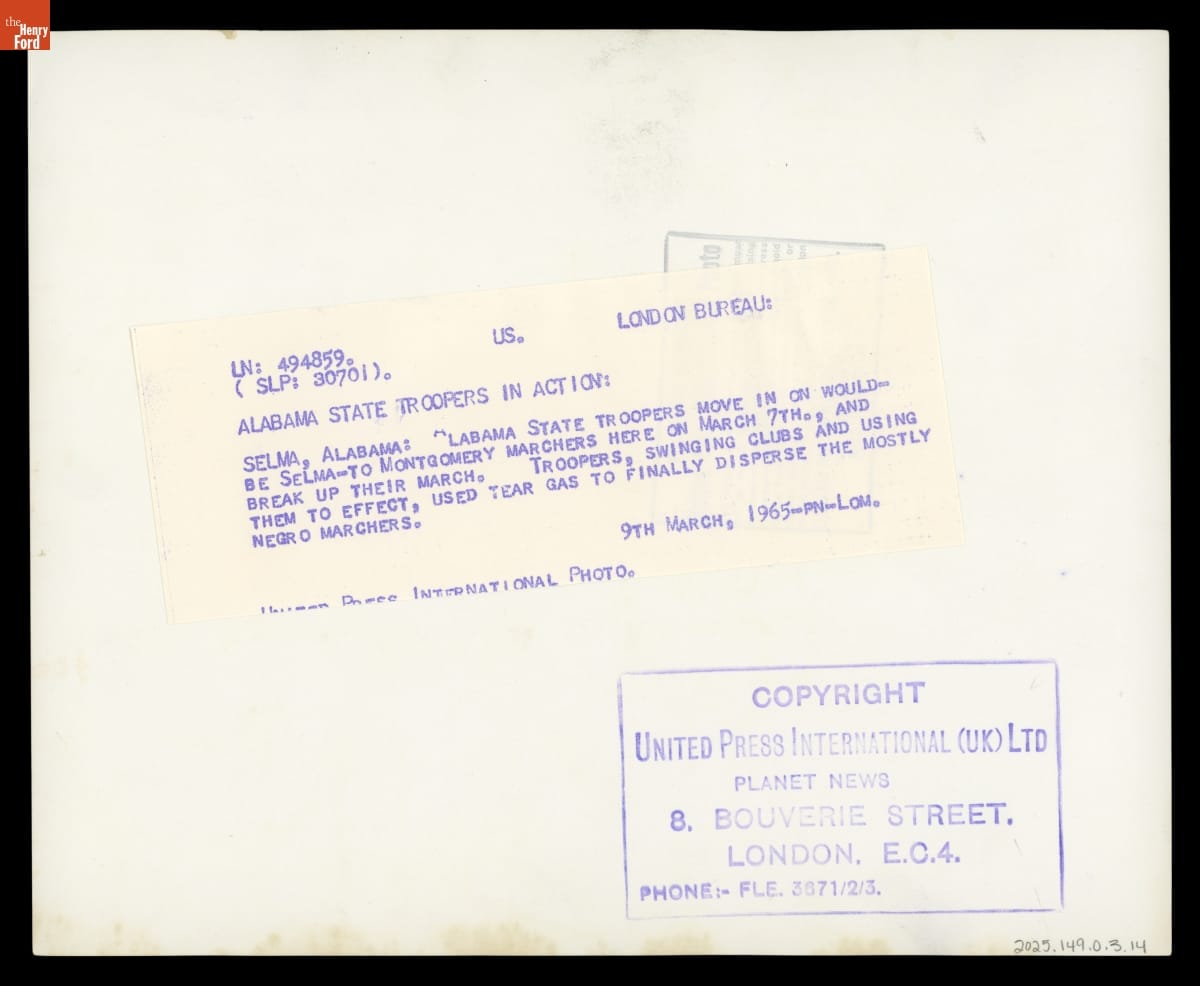 the
Henry
Ford
US.
LONDON BUREAU:
LN: 494859.
( SLP: 30701).
ALABAMA STATE TROOPERS IN ACTION:
SELMA, ALABAMA: ALABAMA STATE TROOPERS MOVE IN ON WOULD-
BE SELMA-TO MONTGOMERY MARCHERS HERE ON MARCH 7TH., AND
BREAK UP THEIR MARCH. TROOPERS, SWINGING CLUBS AND USING
THEM TO EFFECT, USED TEAR GAS TO FINALLY DISPERSE THE MOSTLY
NEGRO MARCHERS.
9TH MARCH, 1965-PN-LOM.
UNITED PRESS INTERNATIONAL PHOTO.
COPYRIGHT
UNITED PRESS INTERNATIONAL (UK) LTD
PLANET NEWS
8. BOUVERIE STREET.
LONDON. E.C.4.
PHONE:- FLE. 3671/2/3.
2025.149.0.3.14